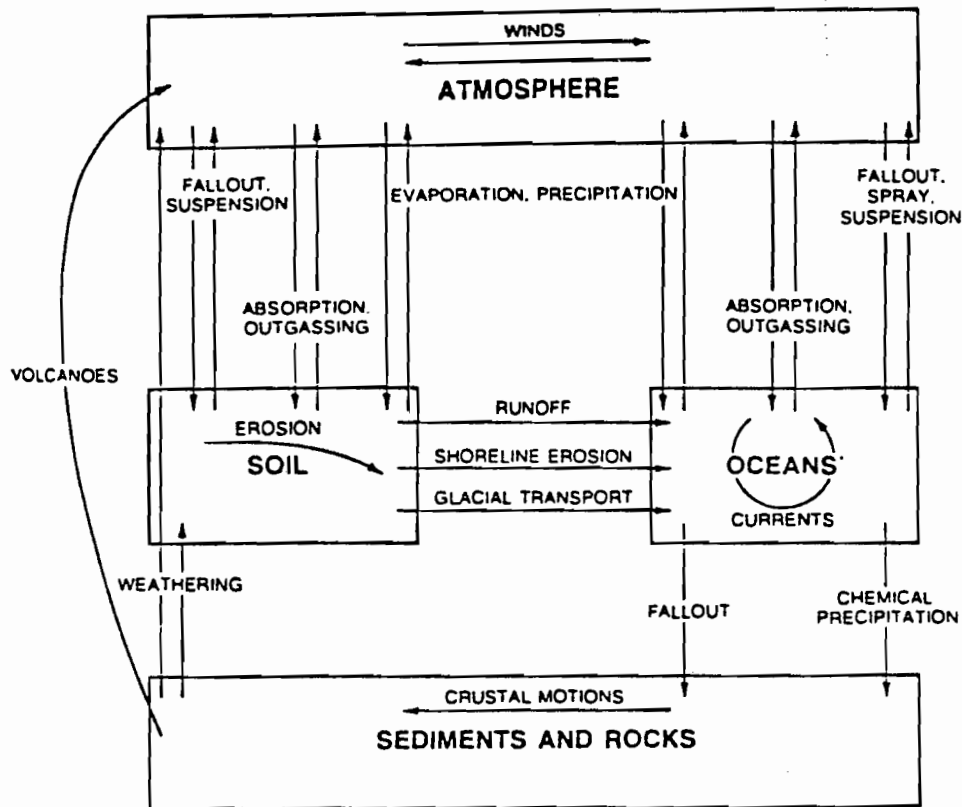 WINDS
ATMOSPHERE
FALLOUT,
SUSPENSION
EVAPORATION, PRECIPITATION
FALLOUT,
SPRAY,
SUSPENSION
ABSORPTION,
OUTGASSING
ABSORPTION,
OUTGASSING
VOLCANOES
EROSION
SOIL
RUNOFF
SHORELINE EROSION
GLACIAL TRANSPORT
OCEANS
CURRENTS
WEATHERING
FALLOUT
CHEMICAL
PRECIPITATION
CRUSTAL MOTIONS
SEDIMENTS AND ROCKS